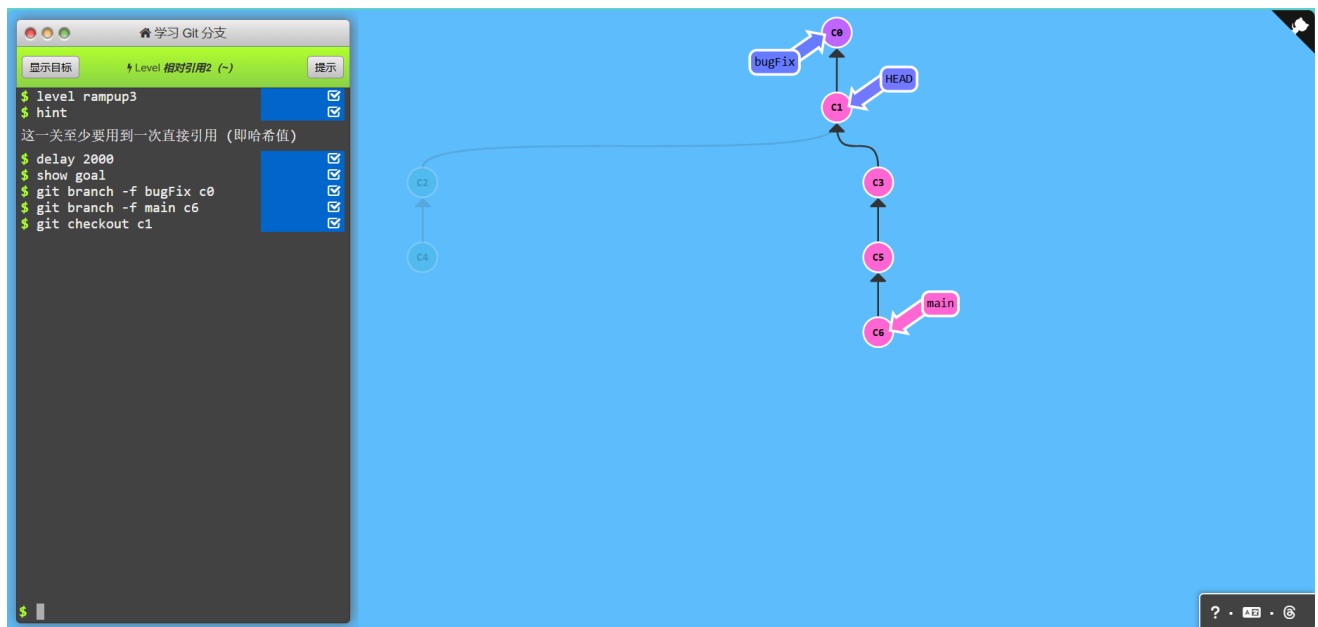 学习 Git 分支
显示目标
Level 相对引用2 (~)
提示
$ level rampup3
$ hint
这一关至少要用到一次直接引用 (即哈希值)
$ delay 2000
$ show goal
$ git branch -f bugFix c0
$ git branch -f main c6
$ git checkout c1
$
C0
bugFix
HEAD
C1
C2
C3
C4
C5
main
C6
? · A ·